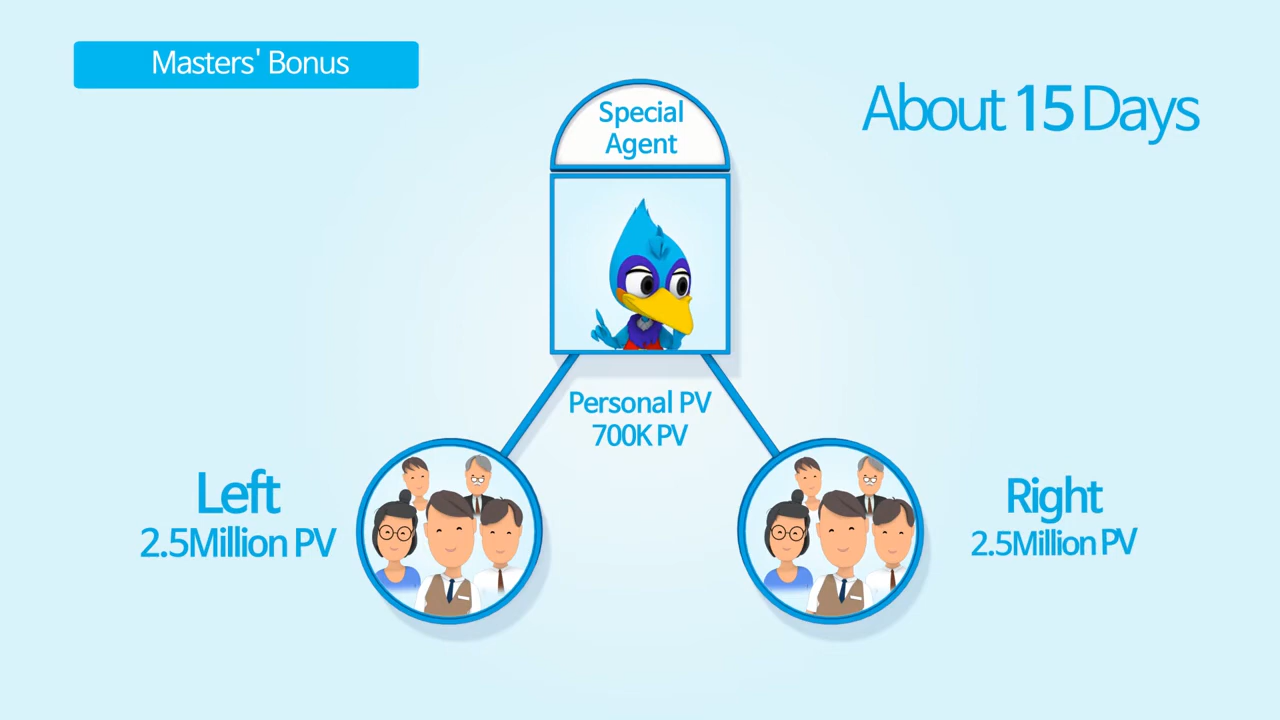 Masters' Bonus
About 15 Days
Special
Agent
Personal PV
700K PV
Left
2.5Million PV
Right
2.5Million PV